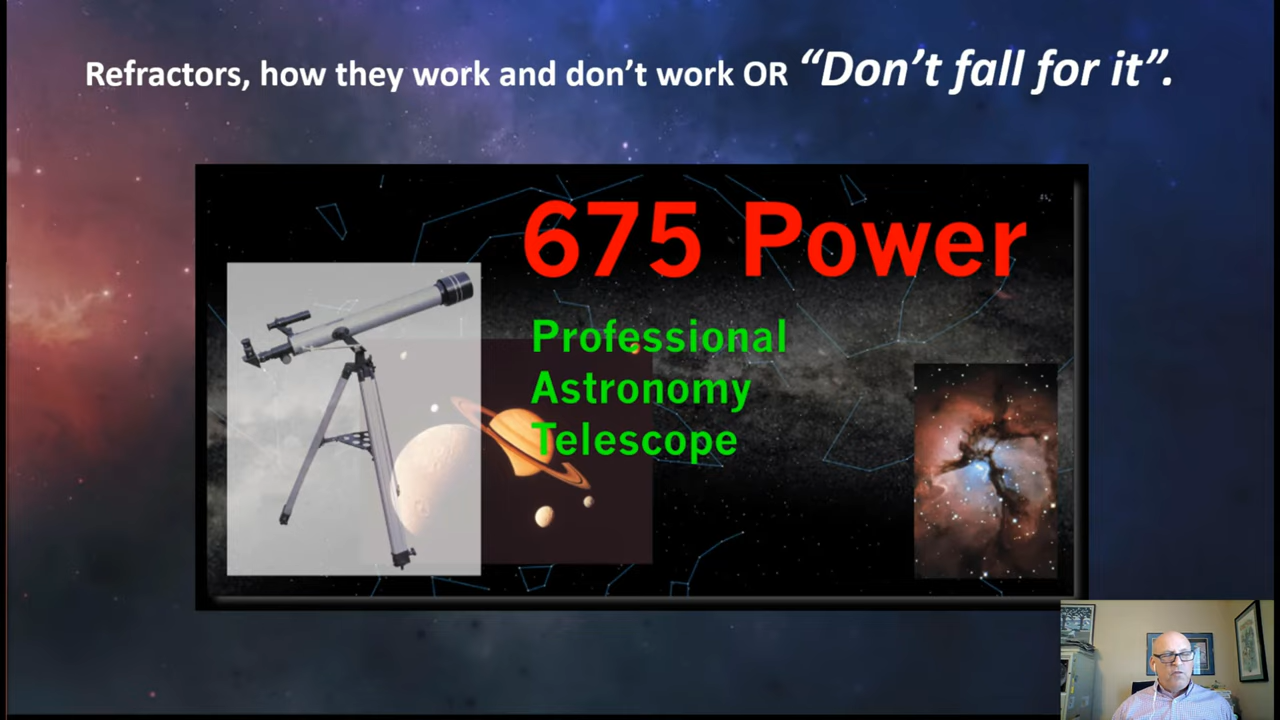 Refractors, how they work and don’t work OR “Don’t fall for it”.
675 Power
Professional
Astronomy
Telescope